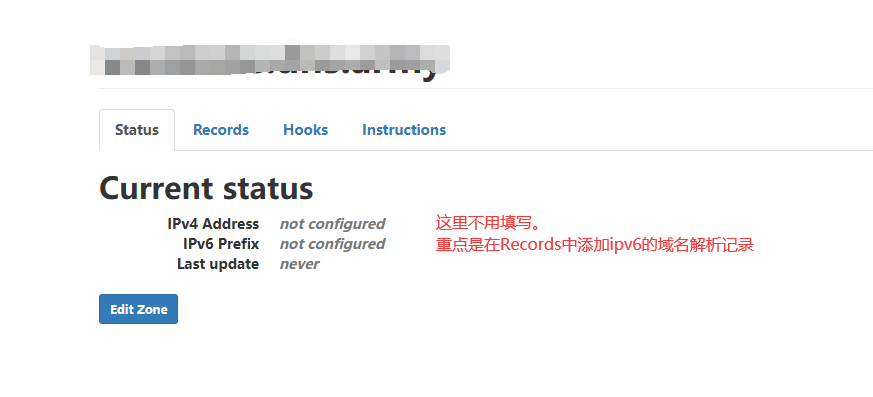 Status Records Hooks Instructions
Current status
IPv4 Address not configured 这里不用填写。
IPv6 Prefix not configured 重点是在Records中添加ipv6的域名解析记录
Last update never
Edit Zone